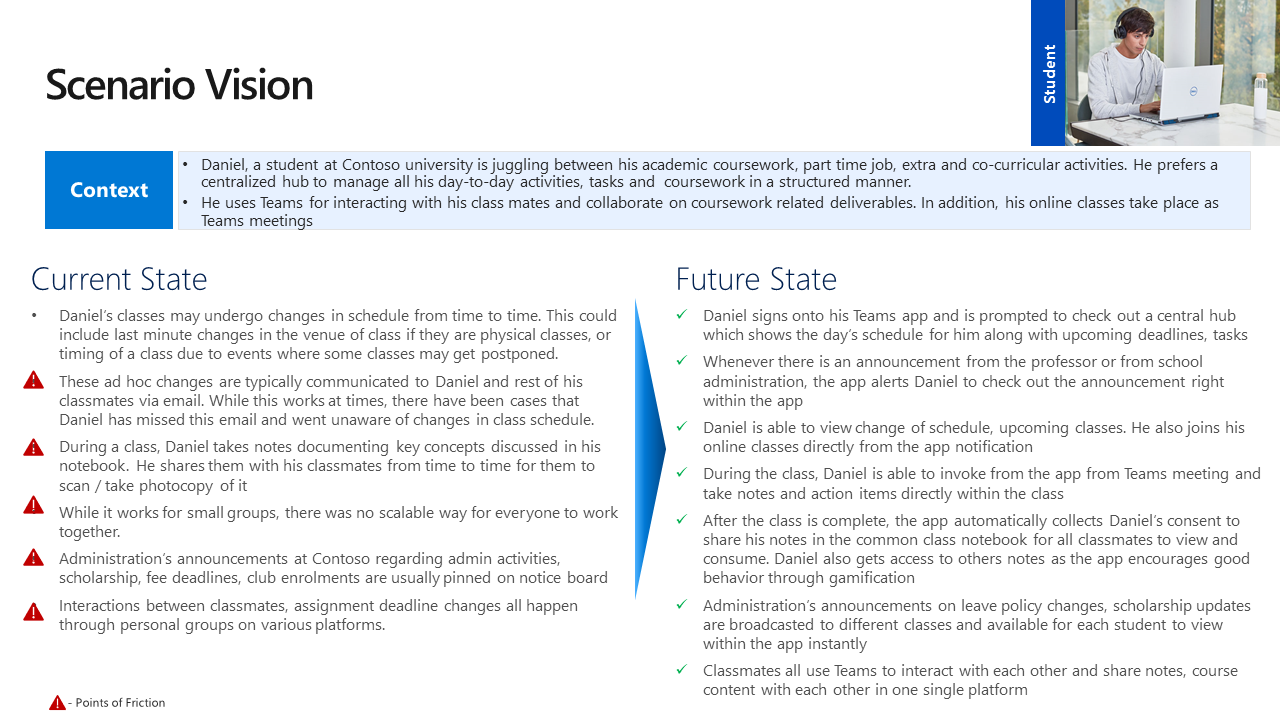 Student
Scenario Vision
Context
• Daniel, a student at Contoso university is juggling between his academic coursework, part time job, extra and co-curricular activities. He prefers a
centralized hub to manage all his day-to-day activities, tasks and coursework in a structured manner.
• He uses Teams for interacting with his class mates and collaborate on coursework related deliverables. In addition, his online classes take place as
Teams meetings
Current State
• Daniel's classes may undergo changes in schedule from time to time. This could
include last minute changes in the venue of class if they are physical classes, or
timing of a class due to events where some classes may get postponed.
These ad hoc changes are typically communicated to Daniel and rest of his
classmates via email. While this works at times, there have been cases that
Daniel has missed this email and went unaware of changes in class schedule.
During a class, Daniel takes notes documenting key concepts discussed in his
notebook. He shares them with his classmates from time to time for them to
scan / take photocopy of it
While it works for small groups, there was no scalable way for everyone to work
together.
Administration's announcements at Contoso regarding admin activities,
scholarship, fee deadlines, club enrolments are usually pinned on notice board
Interactions between classmates, assignment deadline changes all happen
through personal groups on various platforms.
- Points of Friction
Future State
✓ Daniel signs onto his Teams app and is prompted to check out a central hub
which shows the day's schedule for him along with upcoming deadlines, tasks
✓ Whenever there is an announcement from the professor or from school
administration, the app alerts Daniel to check out the announcement right
within the app
✓ Daniel is able to view change of schedule, upcoming classes. He also joins his
online classes directly from the app notification
✓ During the class, Daniel is able to invoke from the app from Teams meeting and
take notes and action items directly within the class
✓ After the class is complete, the app automatically collects Daniel's consent to
share his notes in the common class notebook for all classmates to view and
consume. Daniel also gets access to others notes as the app encourages good
behavior through gamification
✓ Administration's announcements on leave policy changes, scholarship updates
are broadcasted to different classes and available for each student to view
within the app instantly
✓ Classmates all use Teams to interact with each other and share notes, course
content with each other in one single platform